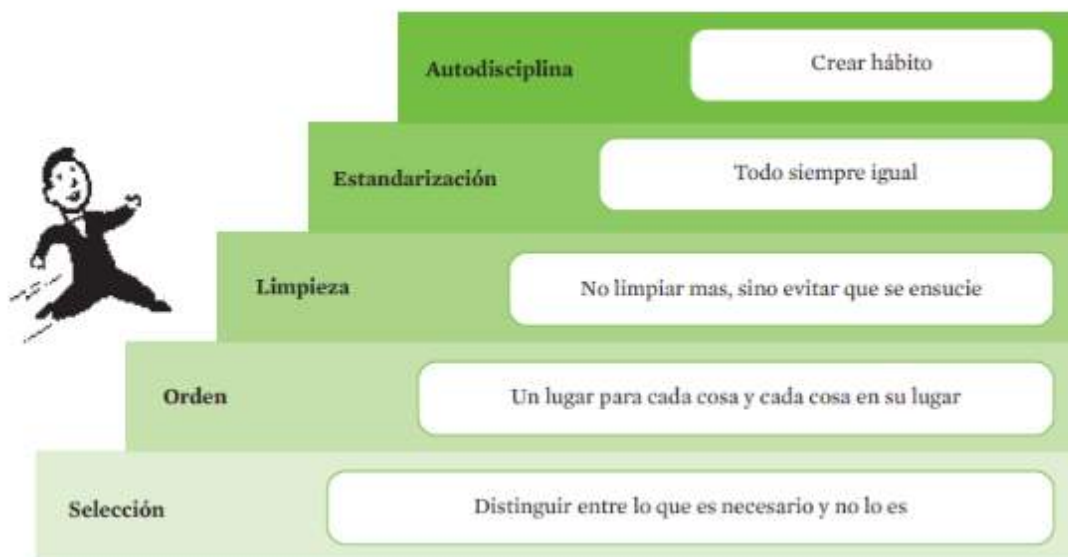 Autodisciplina
Crear hábito
Estandarización
Todo siempre igual
Limpieza
No limpiar mas, sino evitar que se ensucie
Orden
Un lugar para cada cosa y cada cosa en su lugar
Selección
Distinguir entre lo que es necesario y no lo es